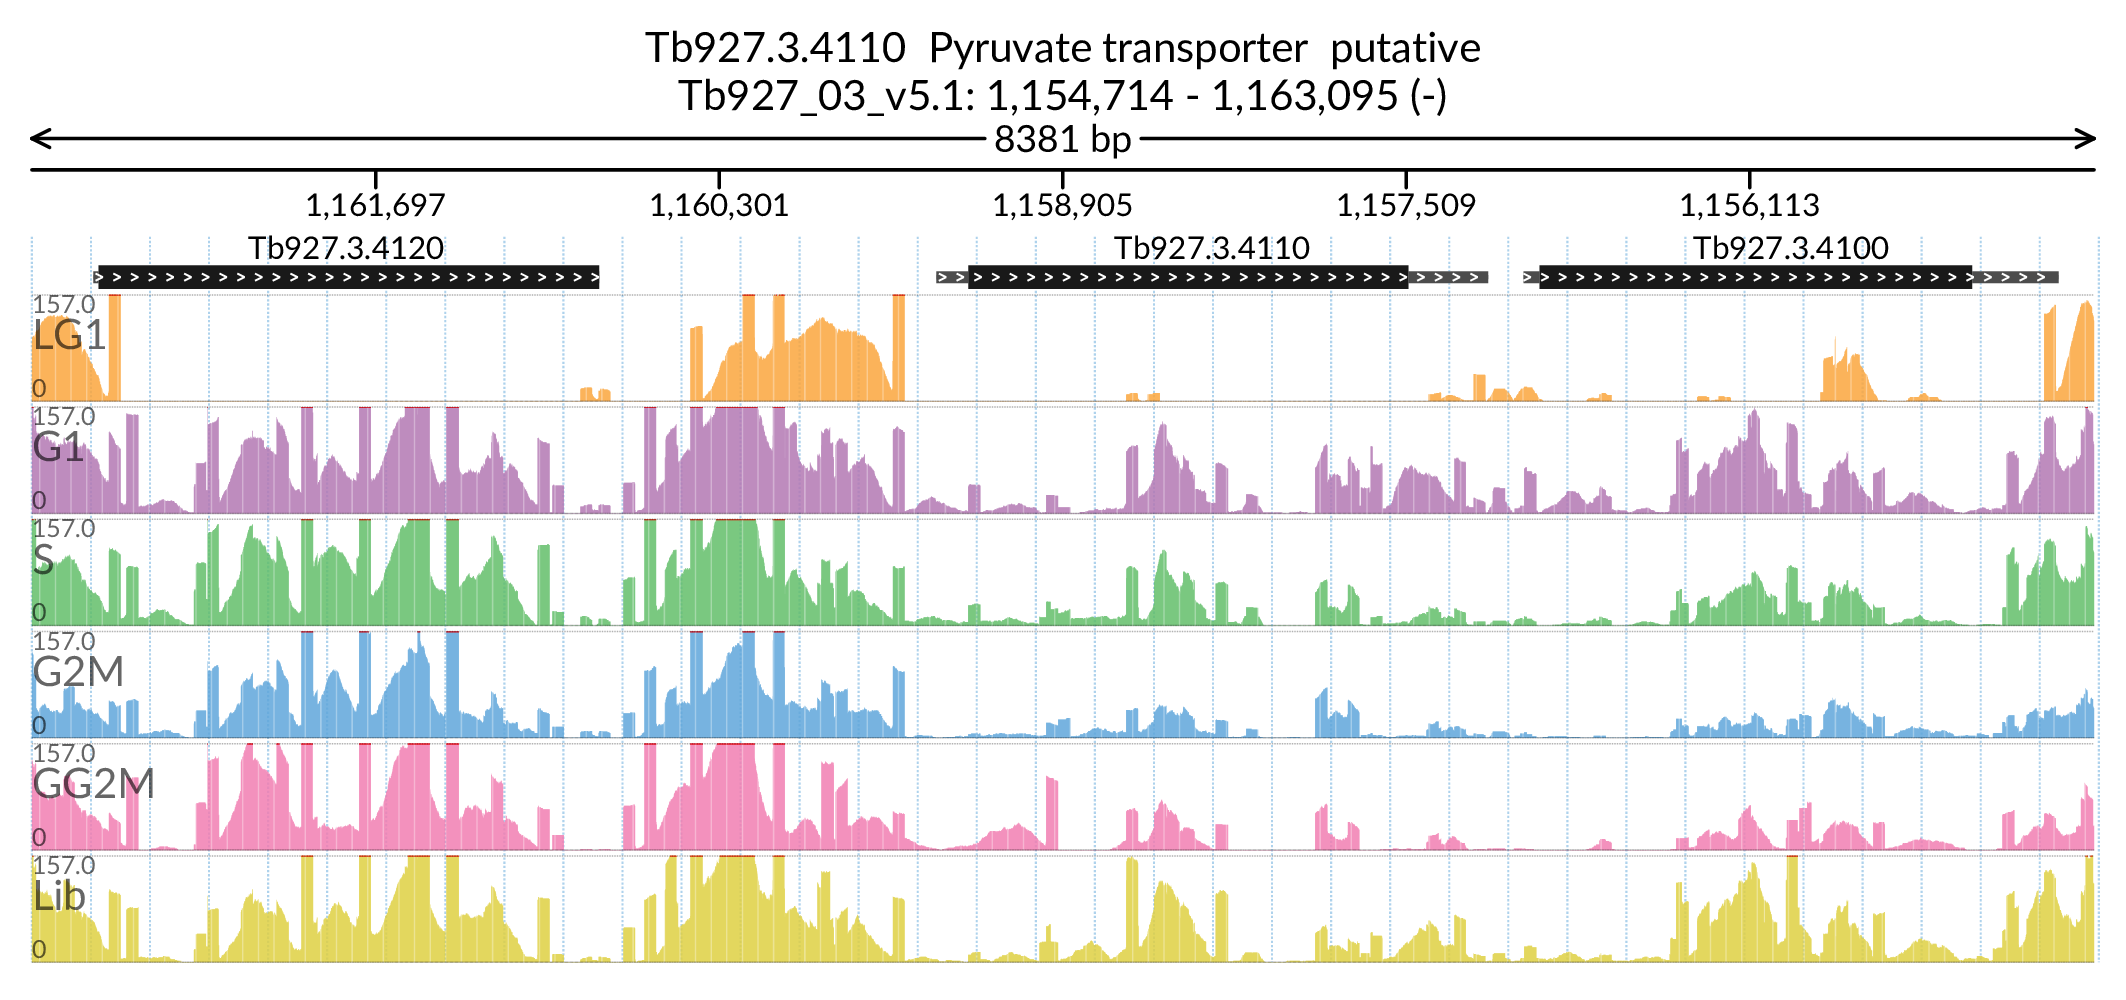 Tb927.3.4110  Pyruvate transporter  putative
Tb927_03_v5.1: 1,154,714 - 1,163,095 (-)
8381 bp
1,161,697 1,160,301 1,158,905 1,157,509 1,156,113
Tb927.3.4120 Tb927.3.4110 Tb927.3.4100
157.0
LG1
0
157.0
G1
0
157.0
S
0
157.0
G2M
0
157.0
GG2M
0
157.0
Lib
0